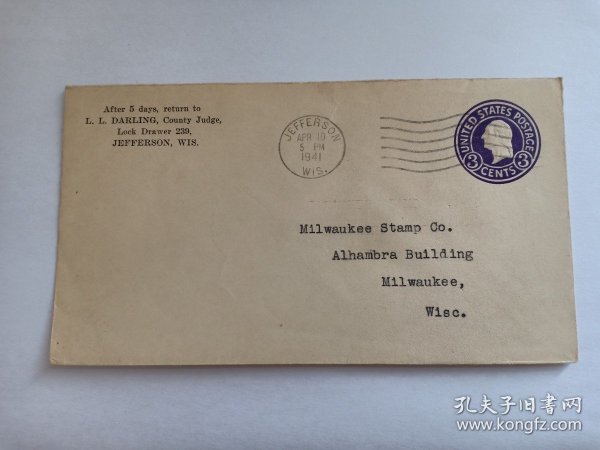 After 5 days, return to
L. L. DARLING, County Judge,
Lock Drawer 239,
JEFFERSON, WIS.
JEFFERSON
APR 10
5 PM
1941
WIS.
UNITED STATES POSTAGE
3 CENTS 3
Milwaukee Stamp Co.
Alhambra Building
Milwaukee,
Wisc.
孔夫子旧书网
www.kongfz.com